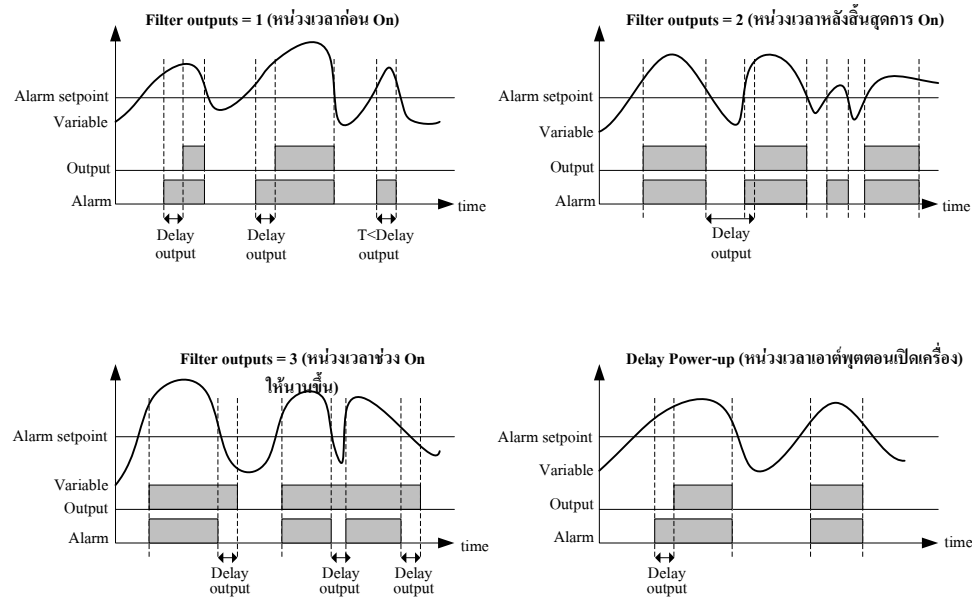 Filter outputs = 1 (หน่วงเวลาก่อน On)
Alarm setpoint
Variable
Output
Alarm
time
Delay
output
Delay
output
T<Delay
output
Filter outputs = 2 (หน่วงเวลาหลังสิ้นสุดการ On)
Alarm setpoint
Variable
Output
Alarm
time
Delay
output
Filter outputs = 3 (หน่วงเวลาช่วง On
ให้นานขึ้น)
Alarm setpoint
Variable
Output
Alarm
time
Delay
output
Delay
output
Delay
output
Delay Power-up (หน่วงเวลาเอาต์พุตตอนเปิดเครื่อง)
Alarm setpoint
Variable
Output
Alarm
time
Delay
output